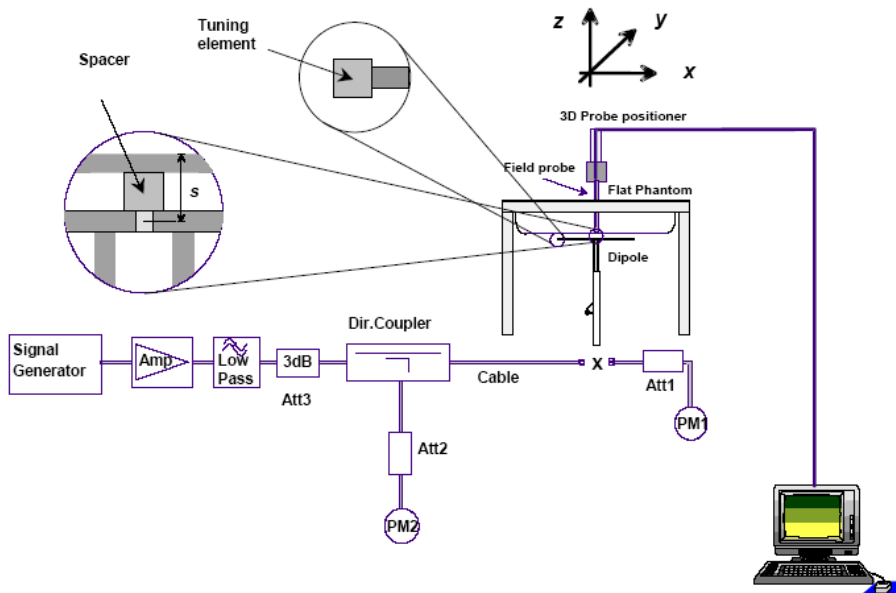 Tuning
element
Spacer
z
y
x
3D Probe positioner
s
Field probe
Flat Phantom
Dipole
Dir.Coupler
Signal
Generator
Amp
Low
Pass
3dB
Att3
Cable
X
Att1
PM1
Att2
PM2